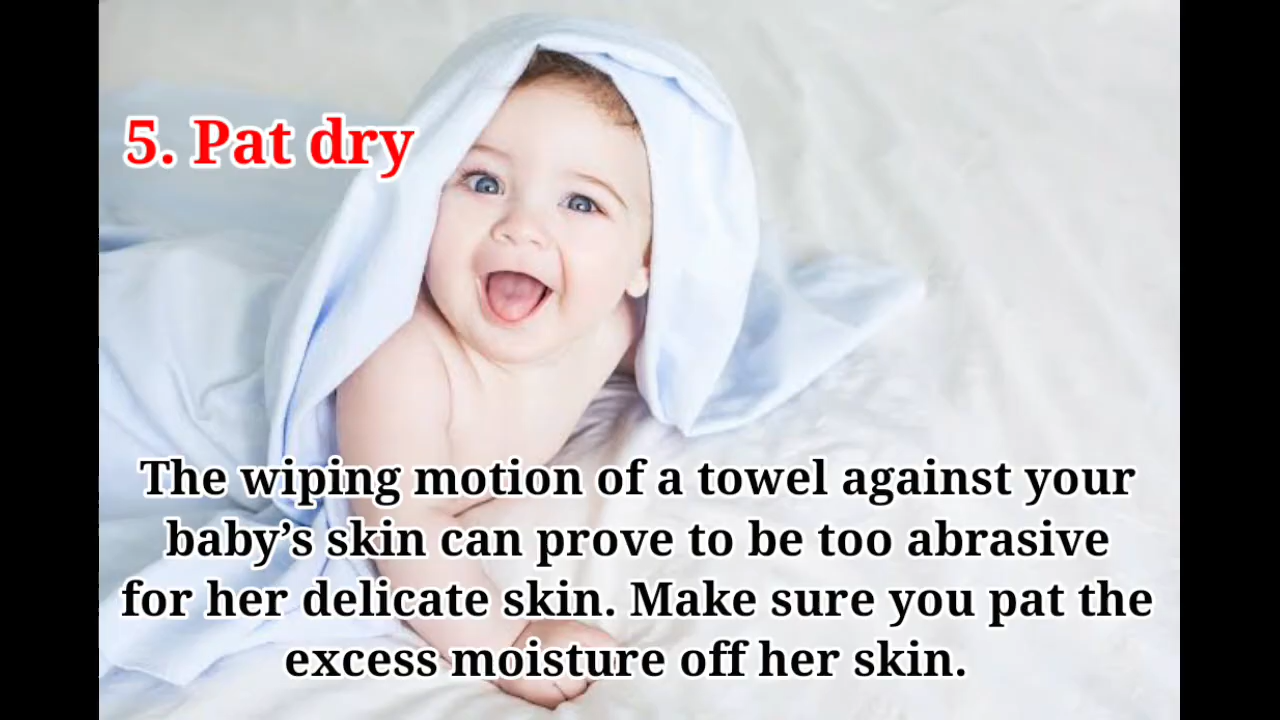 5. Pat dry
The wiping motion of a towel against your
baby’s skin can prove to be too abrasive
for her delicate skin. Make sure you pat the
excess moisture off her skin.